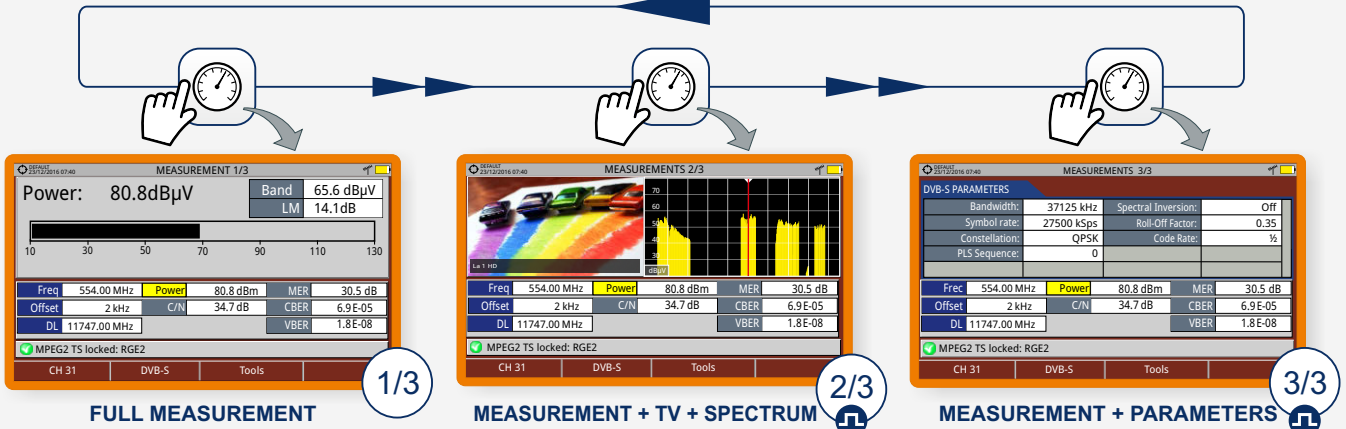 DEFAULT
23/12/2016 07:40 MEASUREMENT 1/3
Power: 80.8dBµV Band 65.6 dBµV
LM 14.1dB
10 30 50 70 90 110 130
Freq 554.00 MHz Power 80.8 dBm MER 30.5 dB
Offset 2 kHz C/N 34.7 dB CBER 6.9 E-05
DL 11747.00 MHz VBER 1.8E-08
MPEG2 TS locked: RGE2
CH 31 DVB-S Tools
1/3
FULL MEASUREMENT
DEFAULT
23/12/2016 07:40 MEASUREMENTS 2/3
70
60
50
40
30
dBµV
La 1 HD
Freq 554.00 MHz Power 80.8 dBm MER 30.5 dB
Offset 2 kHz C/N 34.7 dB CBER 6.9 E-05
DL 11747.00 MHz VBER 1.8E-08
MPEG2 TS locked: RGE2
CH 31 DVB-S Tools
2/3
MEASUREMENT + TV + SPECTRUM
DEFAULT
23/12/2016 07:40 MEASUREMENTS 3/3
DVB-S PARAMETERS
Bandwidth: 37125 kHz Spectral Inversion: Off
Symbol rate: 27500 kSps Roll-Off Factor: 0.35
Constellation: QPSK Code Rate: ½
PLS Sequence: 0
Frec 554.00 MHz Power 80.8 dBm MER 30.5 dB
Offset 2 kHz C/N 34.7 dB CBER 6.9 E-05
DL 11747.00 MHz VBER 1.8E-08
MPEG2 TS locked: RGE2
CH 31 DVB-S Tools
3/3
MEASUREMENT + PARAMETERS